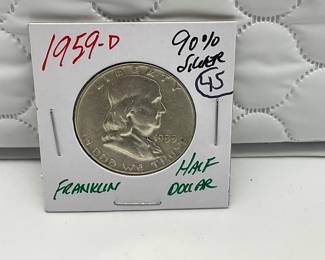 1959-D
90%
SILVER
45
LIBERTY
1959
IN GOD WE TRUST
FRANKLIN
HALF
DOLLAR